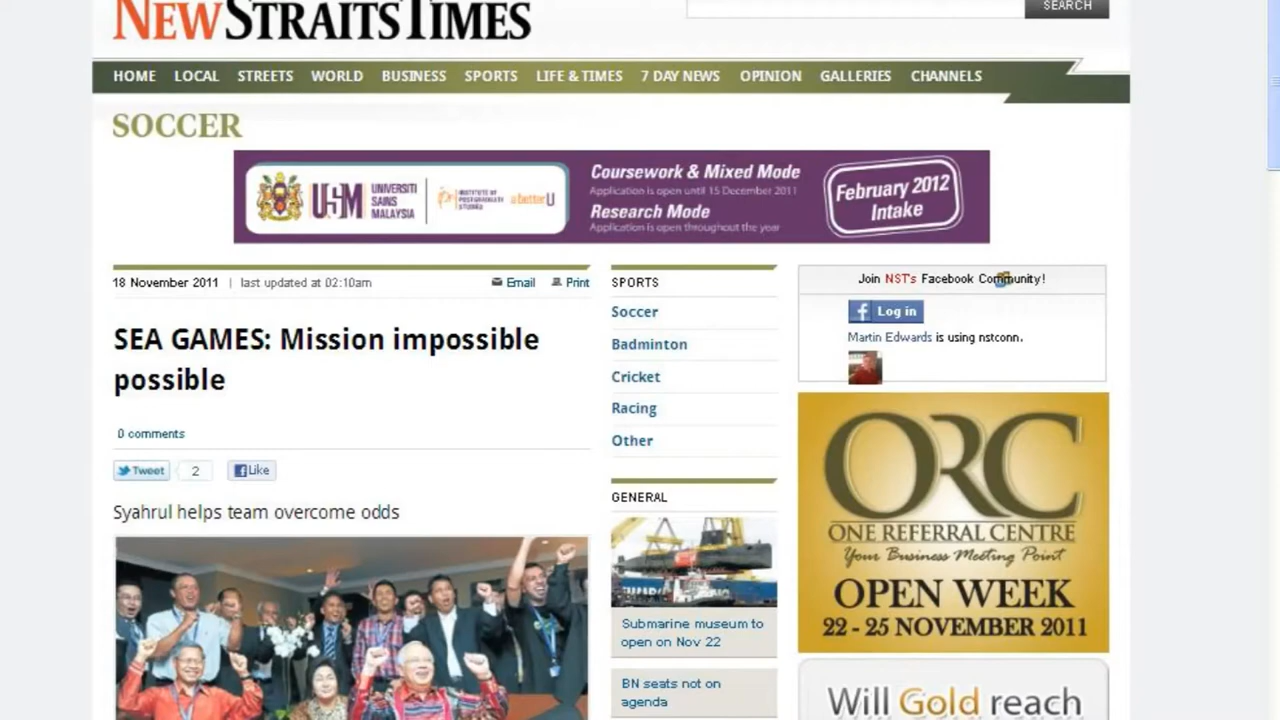 NEW STRAITS TIMES
SEARCH
HOME LOCAL STREETS WORLD BUSINESS SPORTS LIFE & TIMES 7 DAY NEWS OPINION GALLERIES CHANNELS
SOCCER
USM UNIVERSITI SAINS MALAYSIA
INSTITUTE OF POSTGRADUATE STUDIES
a better U
Coursework & Mixed Mode
Application is open until 15 December 2011
Research Mode
Application is open throughout the year
February 2012
Intake
18 November 2011 | last updated at 02:10am
Email Print
SEA GAMES: Mission impossible
possible
0 comments
Tweet 2 Like
Syahrul helps team overcome odds
SPORTS
Soccer
Badminton
Cricket
Racing
Other
GENERAL
Submarine museum to
open on Nov 22
BN seats not on
agenda
Join NST's Facebook Community!
Log in
Martin Edwards is using nstconn.
ORC
ONE REFERRAL CENTRE
Your Business Meeting Point
OPEN WEEK
22 - 25 NOVEMBER 2011
Will Gold reach